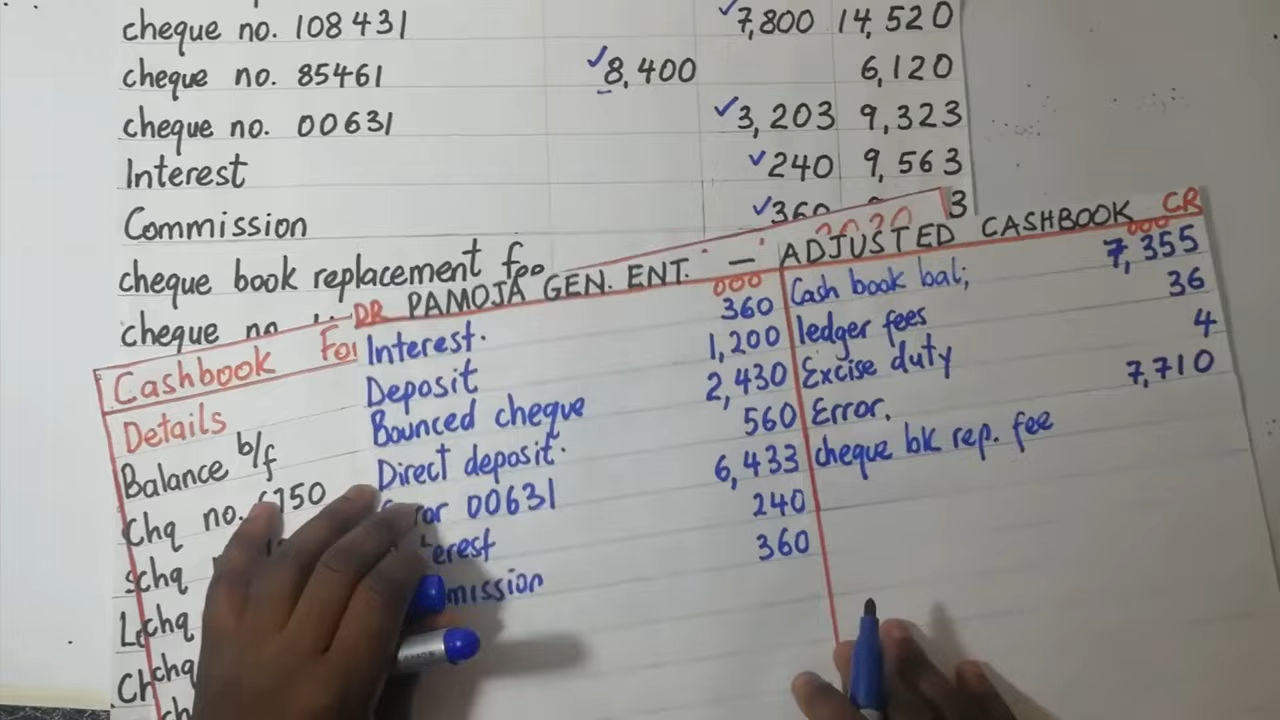 cheque no. 108431 ✓7,800 14,520
cheque no. 85461 ✓8,400 6,120
cheque no. 00631 ✓3,203 9,323
Interest ✓240 9,563
Commission ✓360 3
cheque book replacement
cheque no
DR PAMOJA GEN. ENT. — ADJUSTED CASHBOOK CR
000 000
Interest. 360 Cash book bal; 7,355
Deposit 1,200 ledger fees 36
Bounced cheque 2,430 Excise duty 4
Direct deposit. 560 Error. 7,710
00631 6,433 cheque bk rep. fee
240
360
Cashbook
Details
Balance b/f
Chq no.
chq
chq
chq